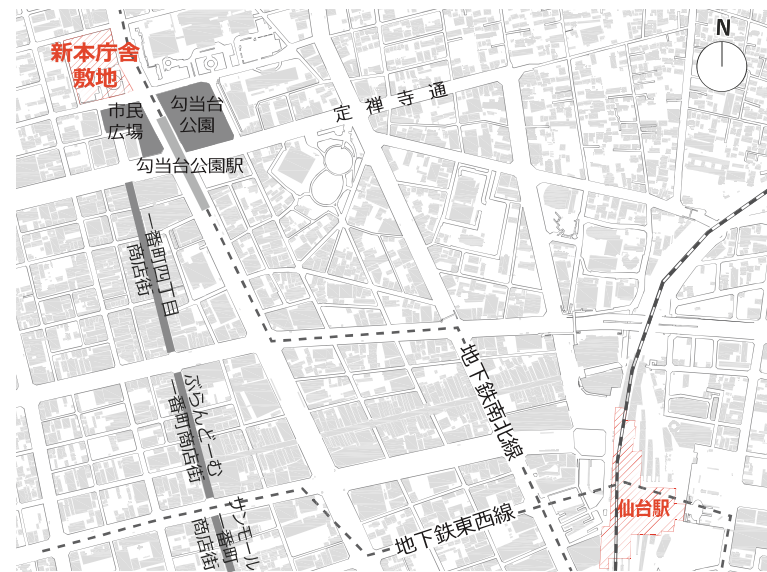 N
新本庁舎
敷地
市民
広場
勾当台
公園
定禅寺通
勾当台公園駅
一番町四丁目
商店街
ぶらんどーむ
一番町商店街
サンモール
一番町
商店街
地下鉄南北線
地下鉄東西線
仙台駅